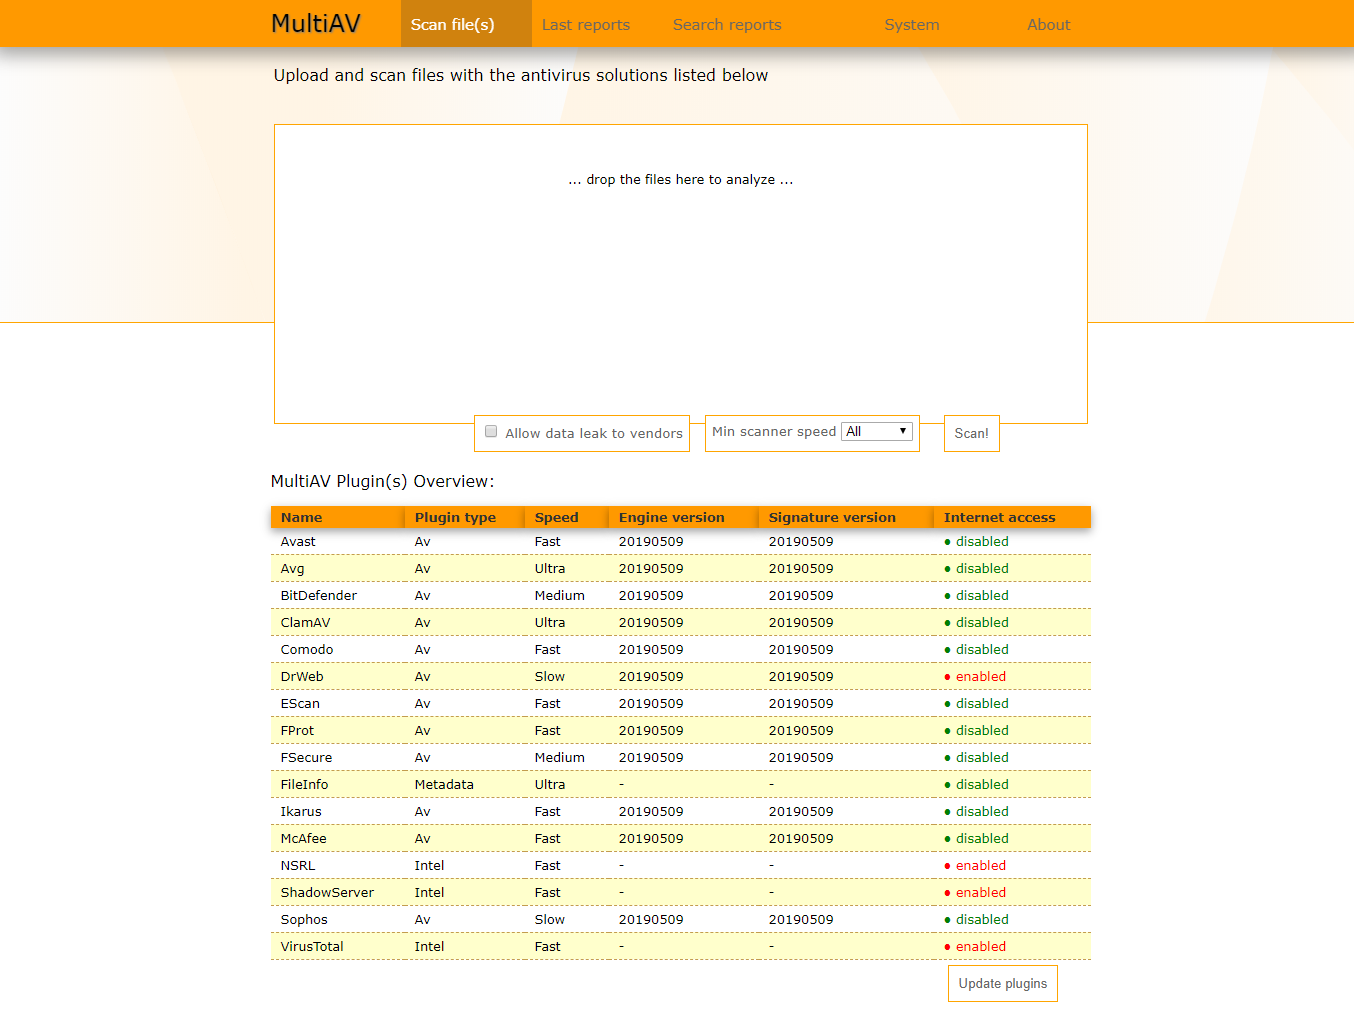 MultiAV Scan file(s) Last reports Search reports System About
Upload and scan files with the antivirus solutions listed below
... drop the files here to analyze ...
Allow data leak to vendors Min scanner speed All Scan!
MultiAV Plugin(s) Overview:
Name Plugin type Speed Engine version Signature version Internet access
Avast Av Fast 20190509 20190509 • disabled
Avg Av Ultra 20190509 20190509 • disabled
BitDefender Av Medium 20190509 20190509 • disabled
ClamAV Av Ultra 20190509 20190509 • disabled
Comodo Av Fast 20190509 20190509 • disabled
DrWeb Av Slow 20190509 20190509 • enabled
EScan Av Fast 20190509 20190509 • disabled
FProt Av Fast 20190509 20190509 • disabled
FSecure Av Medium 20190509 20190509 • disabled
FileInfo Metadata Ultra - - • disabled
Ikarus Av Fast 20190509 20190509 • disabled
McAfee Av Fast 20190509 20190509 • disabled
NSRL Intel Fast - - • enabled
ShadowServer Intel Fast - - • enabled
Sophos Av Slow 20190509 20190509 • disabled
VirusTotal Intel Fast - - • enabled
Update plugins